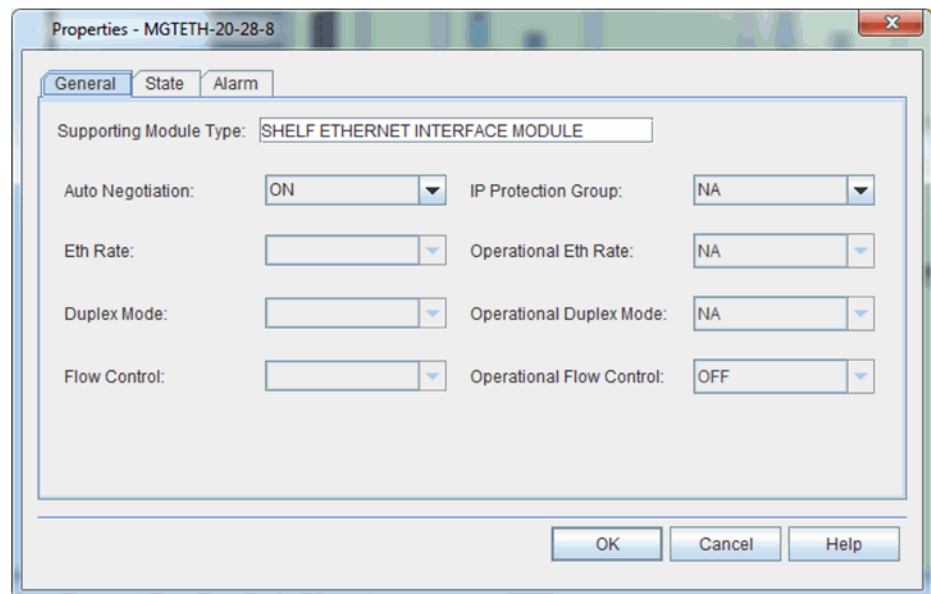 Properties - MGTETH-20-28-8
General State Alarm
Supporting Module Type: SHELF ETHERNET INTERFACE MODULE
Auto Negotiation: ON IP Protection Group: NA
Eth Rate: Operational Eth Rate: NA
Duplex Mode: Operational Duplex Mode: NA
Flow Control: Operational Flow Control: OFF
OK Cancel Help